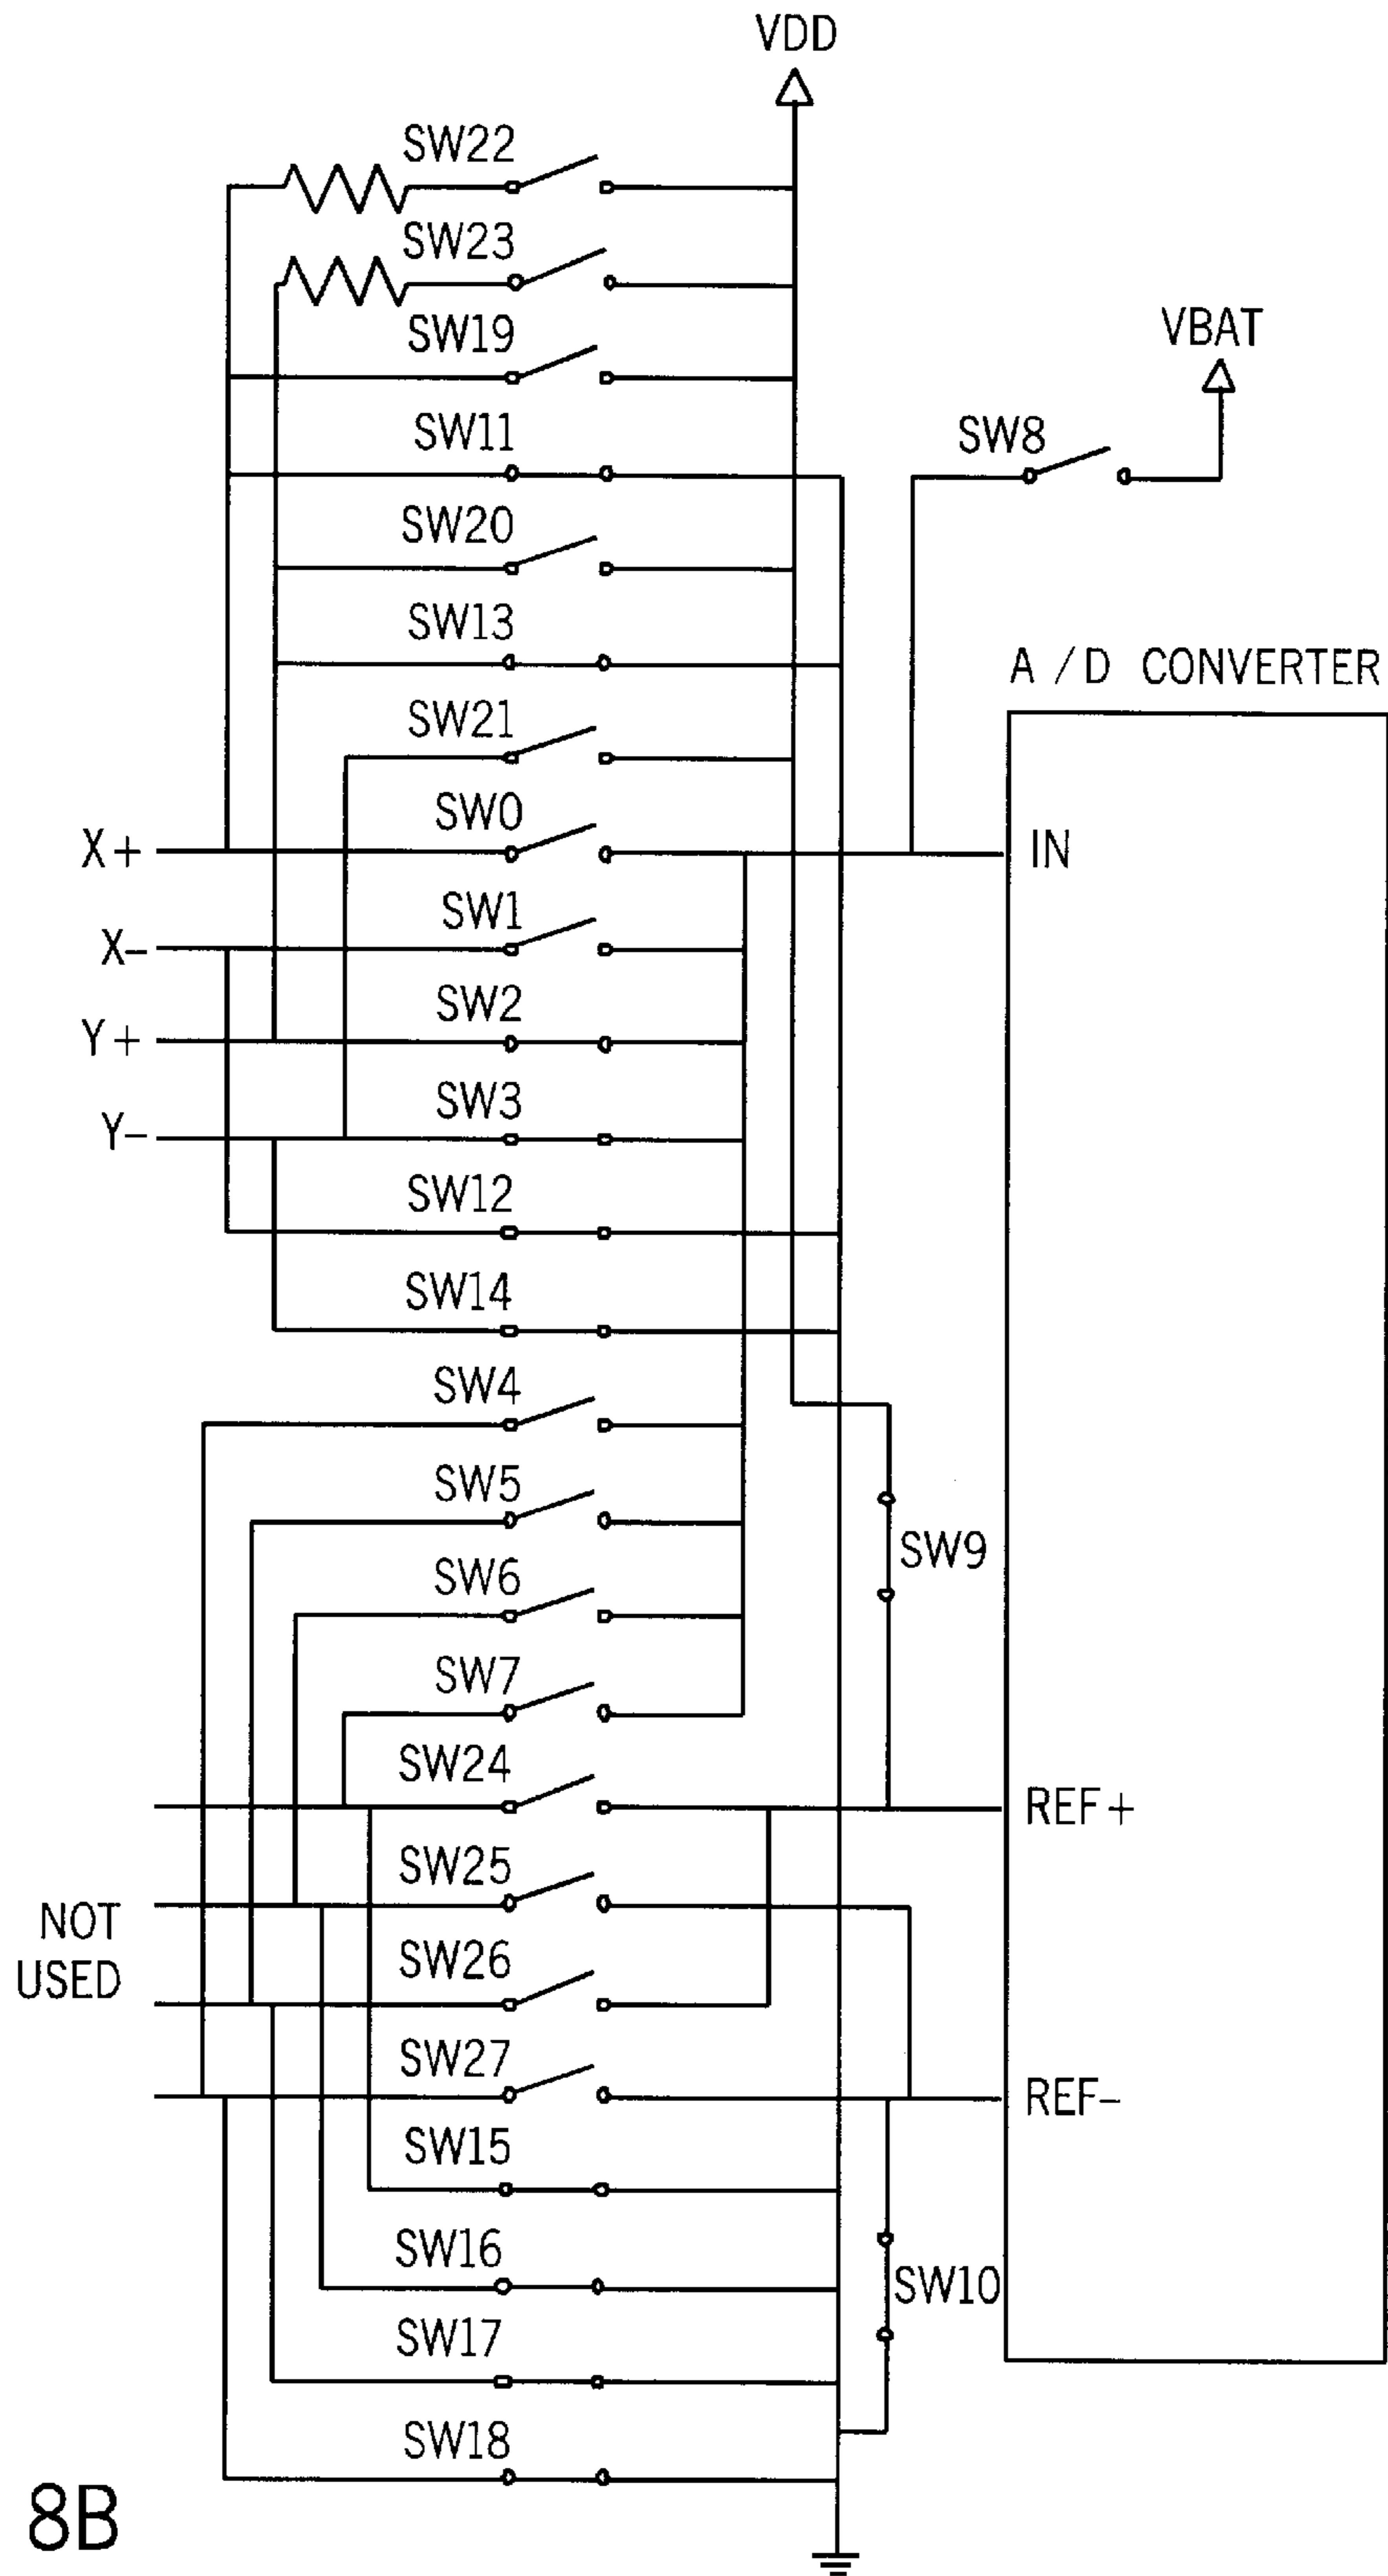 VDD
SW22
SW23
SW19
VBAT
SW11
SW8
SW20
SW13
A/D CONVERTER
SW21
SW0
X+
IN
SW1
X-
SW2
Y+
SW3
Y-
SW12
SW14
SW4
SW5
SW9
SW6
SW7
SW24
REF+
SW25
NOT
USED
SW26
SW27
REF-
SW15
SW16
SW10
SW17
SW18
8B